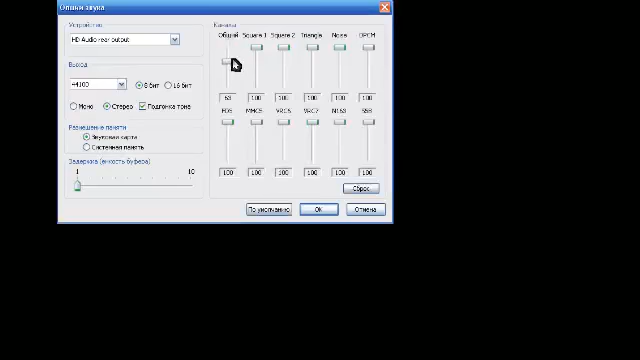 Опции звука
Устройство
HD Audio rear output
Выход
44100
8 бит
16 бит
Моно
Стерео
Подгонка тона
Размещение памяти
Звуковая карта
Системная память
Задержка (емкость буфера)
1 10
Каналы
Общий Square 1 Square 2 Triangle Noise DPCM
63 100 100 100 100 100
FDS MMC5 VRC6 VRC7 N163 S5B
100 100 100 100 100 100
Сброс
По умолчанию OK Отмена